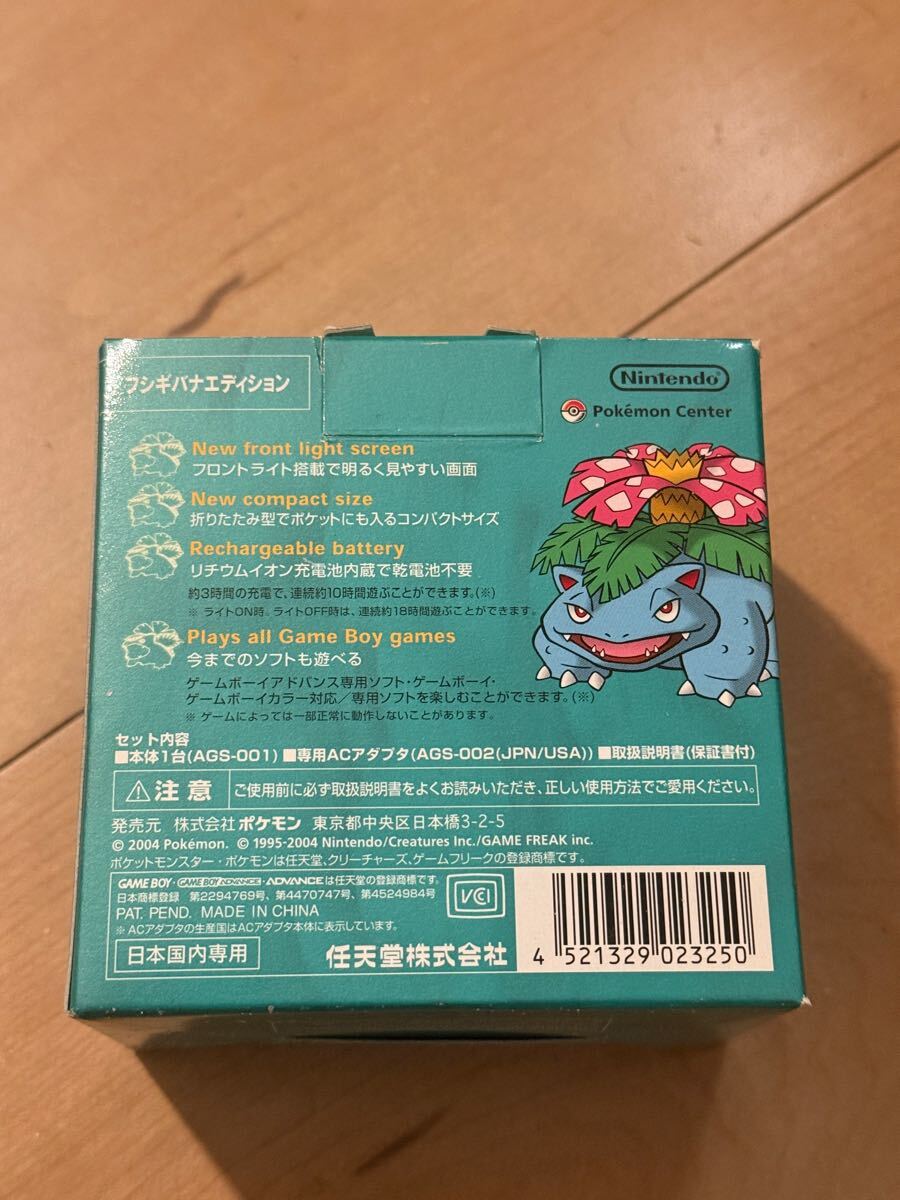 フシギバナエディション
Nintendo
Pokémon Center
New front light screen
フロントライト搭載で明るく見やすい画面
New compact size
折りたたみ型でポケットにも入るコンパクトサイズ
Rechargeable battery
リチウムイオン充電池内蔵で乾電池不要
約3時間の充電で、連続約10時間遊ぶことができます。(※)
※ ライトON時。ライトOFF時は、連続約18時間遊ぶことができます。
Plays all Game Boy games
今までのソフトも遊べる
ゲームボーイアドバンス専用ソフト・ゲームボーイ・
ゲームボーイカラー対応／専用ソフトを楽しむことができます。(※)
※ ゲームによっては一部正常に動作しないことがあります。
セット内容
■本体1台(AGS-001) ■専用ACアダプタ(AGS-002(JPN/USA)) ■取扱説明書(保証書付)
⚠注意 ご使用前に必ず取扱説明書をよくお読みいただき、正しい使用方法でご愛用ください。
発売元 株式会社ポケモン 東京都中央区日本橋3-2-5
© 2004 Pokémon. © 1995-2004 Nintendo/Creatures Inc./GAME FREAK inc.
ポケットモンスター・ポケモンは任天堂、クリーチャーズ、ゲームフリークの登録商標です。
GAME BOY・GAME BOY ADVANCE・ADVANCEは任天堂の登録商標です。
日本商標登録 第2294769号、第4470747号、第4524984号
PAT. PEND. MADE IN CHINA
※ ACアダプタの生産国はACアダプタ本体に表示しています。
VCCI
日本国内専用
任天堂株式会社
4 521329 023250